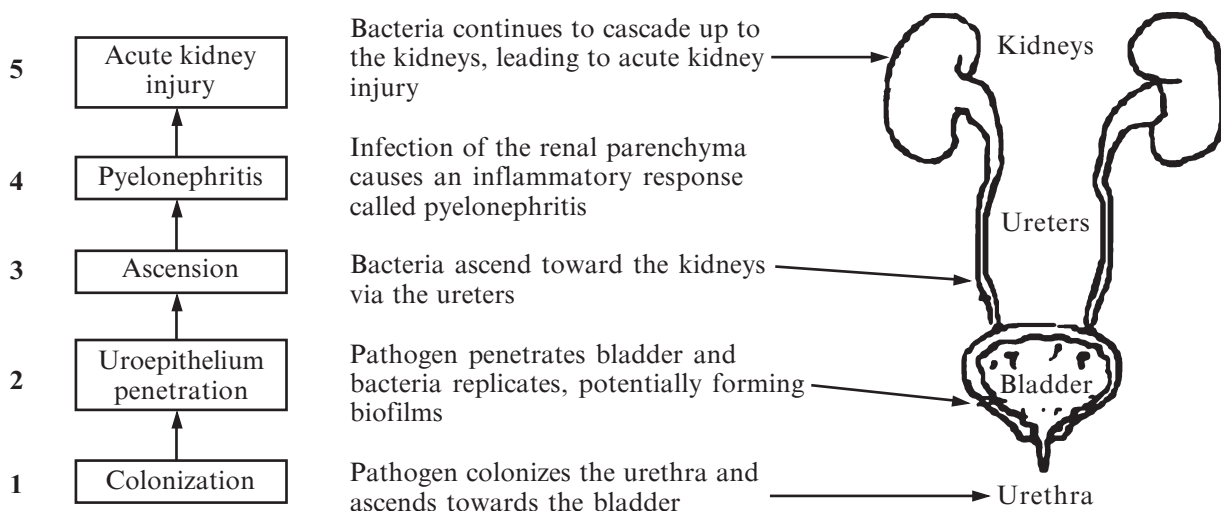 5
Acute kidney
injury
Bacteria continues to cascade up to
the kidneys, leading to acute kidney
injury
Kidneys
4
Pyelonephritis
Infection of the renal parenchyma
causes an inflammatory response
called pyelonephritis
Ureters
3
Ascension
Bacteria ascend toward the kidneys
via the ureters
2
Uroepithelium
penetration
Pathogen penetrates bladder and
bacteria replicates, potentially forming
biofilms
Bladder
1
Colonization
Pathogen colonizes the urethra and
ascends towards the bladder
Urethra